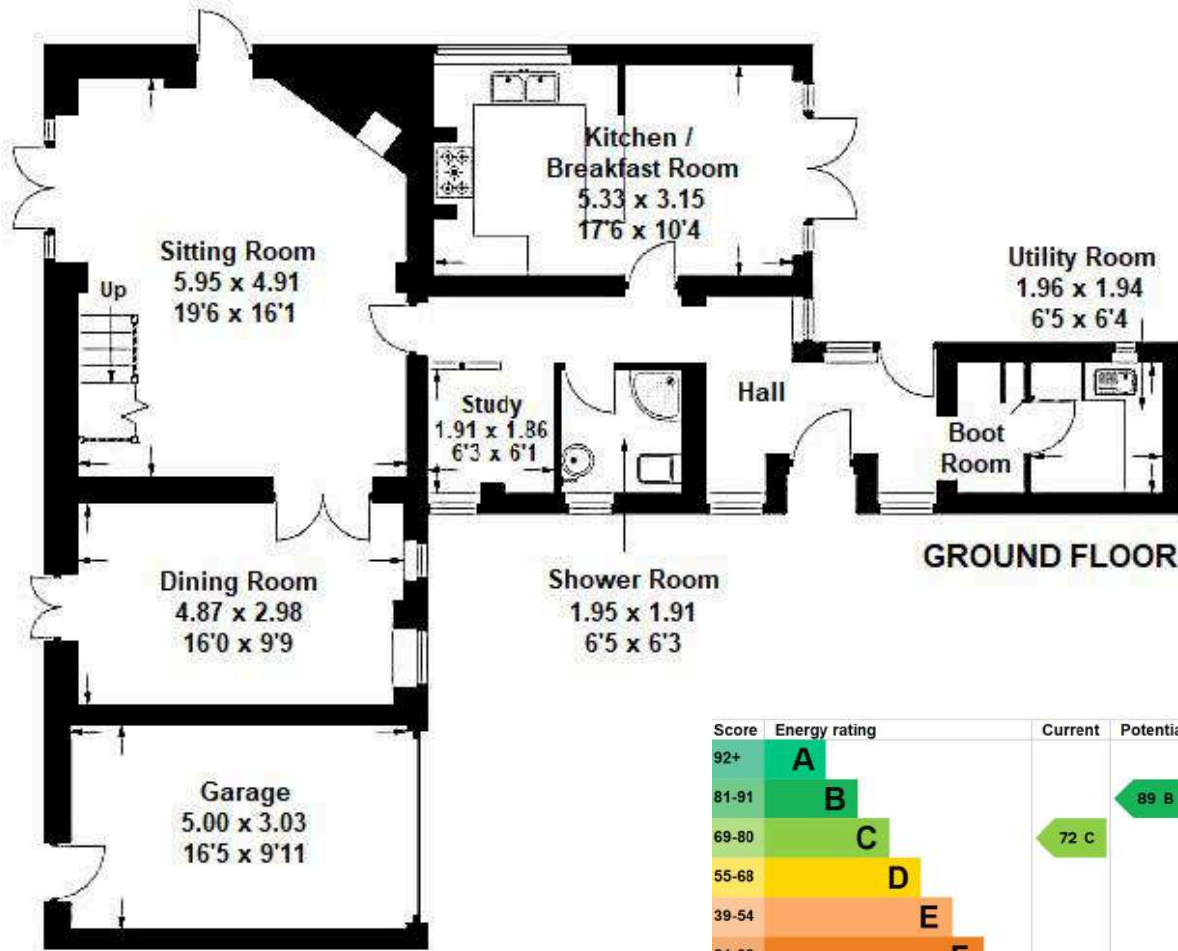 Kitchen /
Breakfast Room
5.33 x 3.15
17'6 x 10'4
Sitting Room
5.95 x 4.91
19'6 x 16'1
Up
Utility Room
1.96 x 1.94
6'5 x 6'4
Study
1.91 x 1.86
6'3 x 6'1
Hall
Boot
Room
GROUND FLOOR
Dining Room
4.87 x 2.98
16'0 x 9'9
Shower Room
1.95 x 1.91
6'5 x 6'3
Garage
5.00 x 3.03
16'5 x 9'11
Score Energy rating Current Potentia
92+ A
81-91 B 89 B
69-80 C 72 C
55-68 D
39-54 E